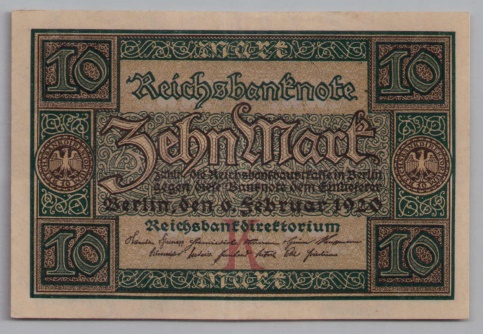 10 10
Reichsbanknote
Zehn Mark
zahlt die Reichsbankhauptkasse in Berlin
gegen diese Banknote dem Einlieferer
Berlin, den 6. Februar 1920
Reichsbankdirektorium
K
10 10